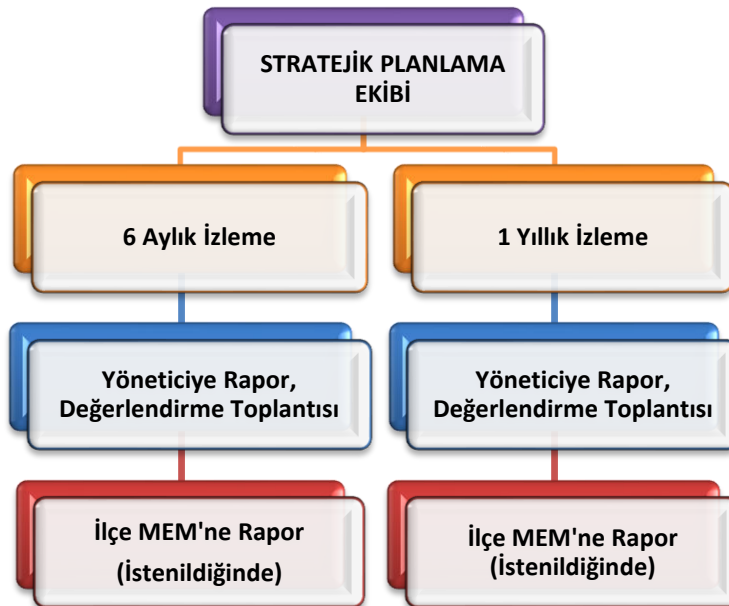 STRATEJİK PLANLAMA
EKİBİ
6 Aylık İzleme
1 Yıllık İzleme
Yöneticiye Rapor,
Değerlendirme Toplantısı
Yöneticiye Rapor,
Değerlendirme Toplantısı
İlçe MEM'ne Rapor
(İstenildiğinde)
İlçe MEM'ne Rapor
(İstenildiğinde)